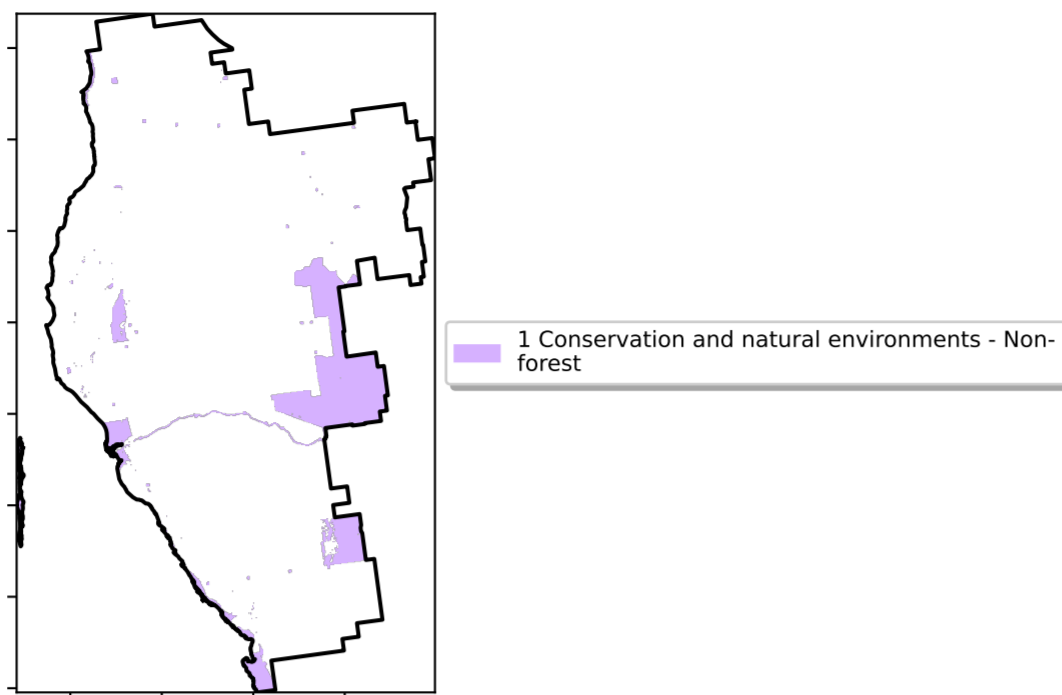 1 Conservation and natural environments - Non-
forest